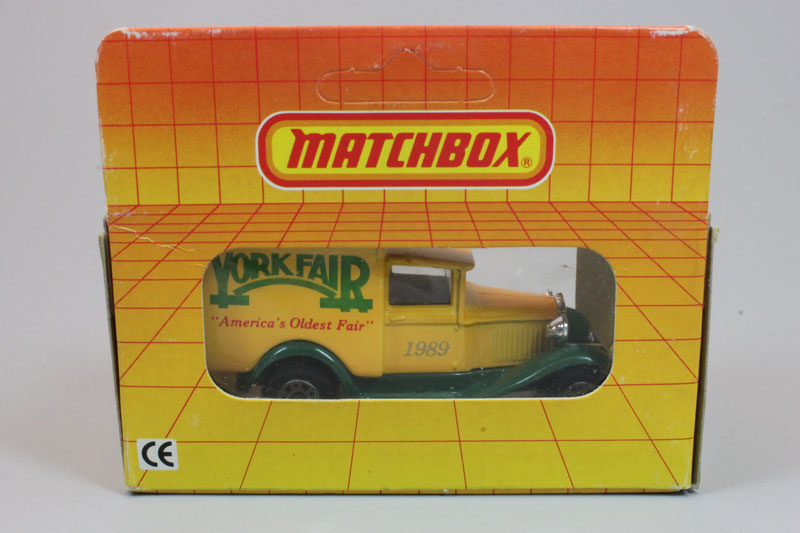 MATCHBOX®
YORK FAIR
"America's Oldest Fair"
1989
CE